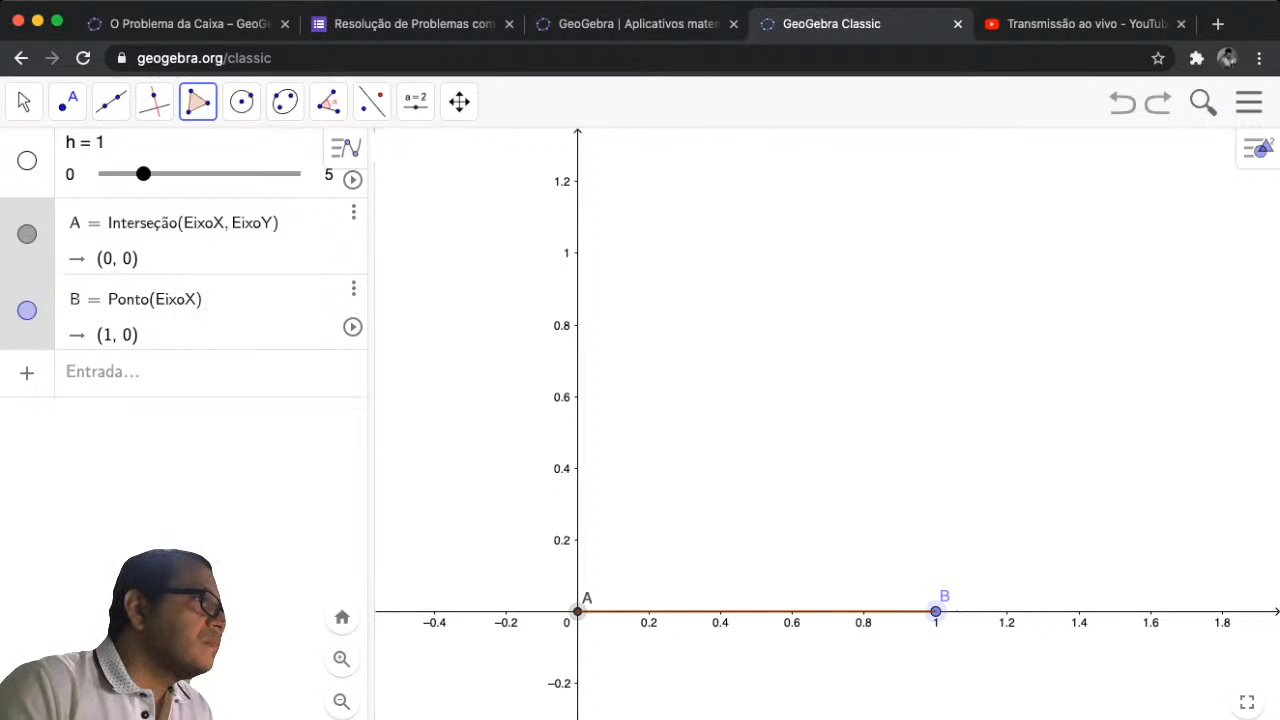 O Problema da Caixa – GeoGe
Resolução de Problemas com
GeoGebra | Aplicativos matem
GeoGebra Classic
Transmissão ao vivo - YouTub
geogebra.org/classic
A
a=2
h = 1
0
5
A = Interseção(EixoX, EixoY)
→ (0, 0)
B = Ponto(EixoX)
→ (1, 0)
+ Entrada…
1.2
1
0.8
0.6
0.4
0.2
A
B
−0.4 −0.2 0 0.2 0.4 0.6 0.8 1 1.2 1.4 1.6 1.8
−0.2